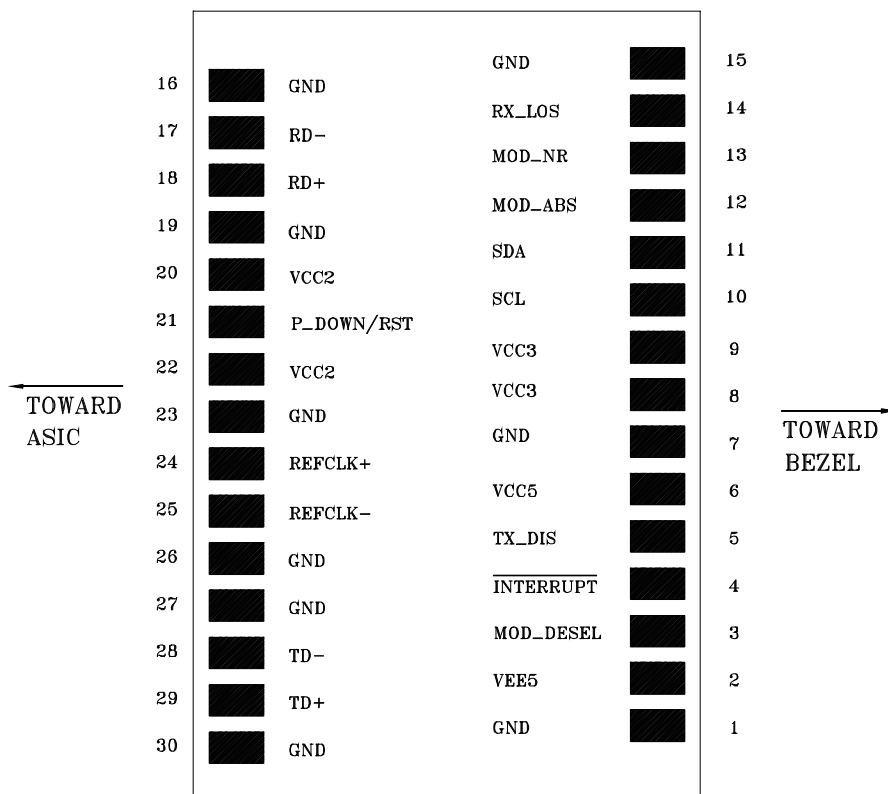 GND 15
16 GND
RX_LOS 14
17 RD-
MOD_NR 13
18 RD+
MOD_ABS 12
19 GND
SDA 11
20 VCC2
SCL 10
21 P_DOWN/RST
VCC3 9
22 VCC2
VCC3 8
TOWARD
ASIC
23 GND
GND 7
TOWARD
BEZEL
24 REFCLK+
VCC5 6
25 REFCLK-
TX_DIS 5
26 GND
INTERRUPT 4
27 GND
MOD_DESEL 3
28 TD-
VEE5 2
29 TD+
GND 1
30 GND